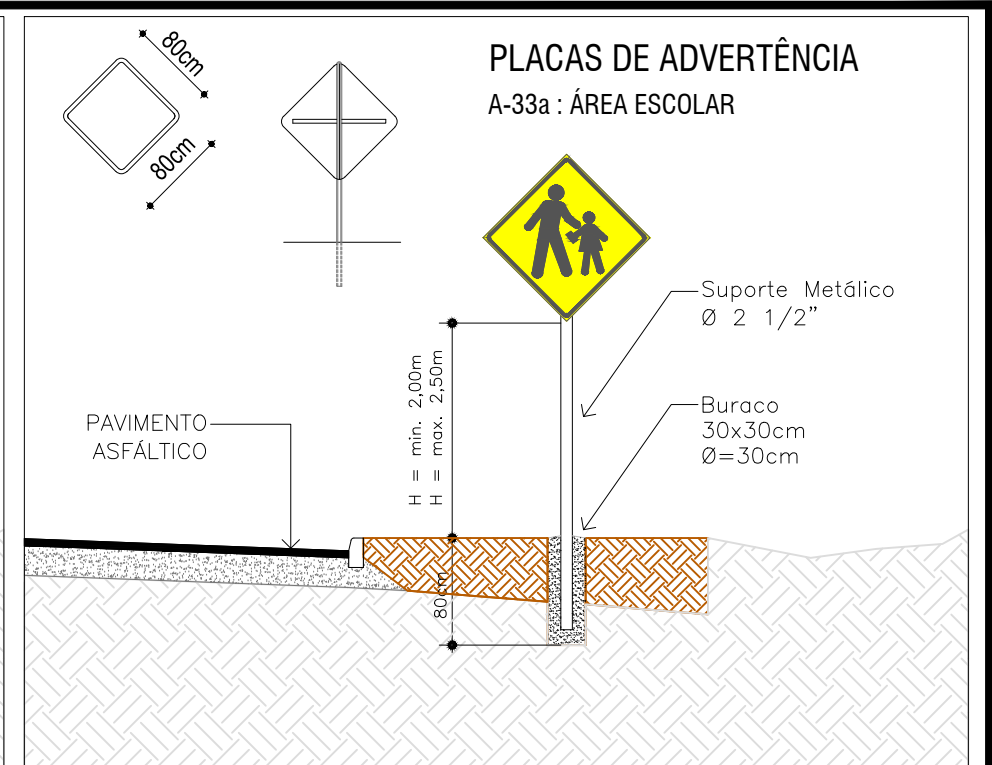 PLACAS DE ADVERTÊNCIA
A-33a : ÁREA ESCOLAR
80cm
80cm
Suporte Metálico
Ø 2 1/2”
H = min. 2,00m
H = max. 2,50m
Buraco
30x30cm
Ø=30cm
PAVIMENTO
ASFÁLTICO
80cm